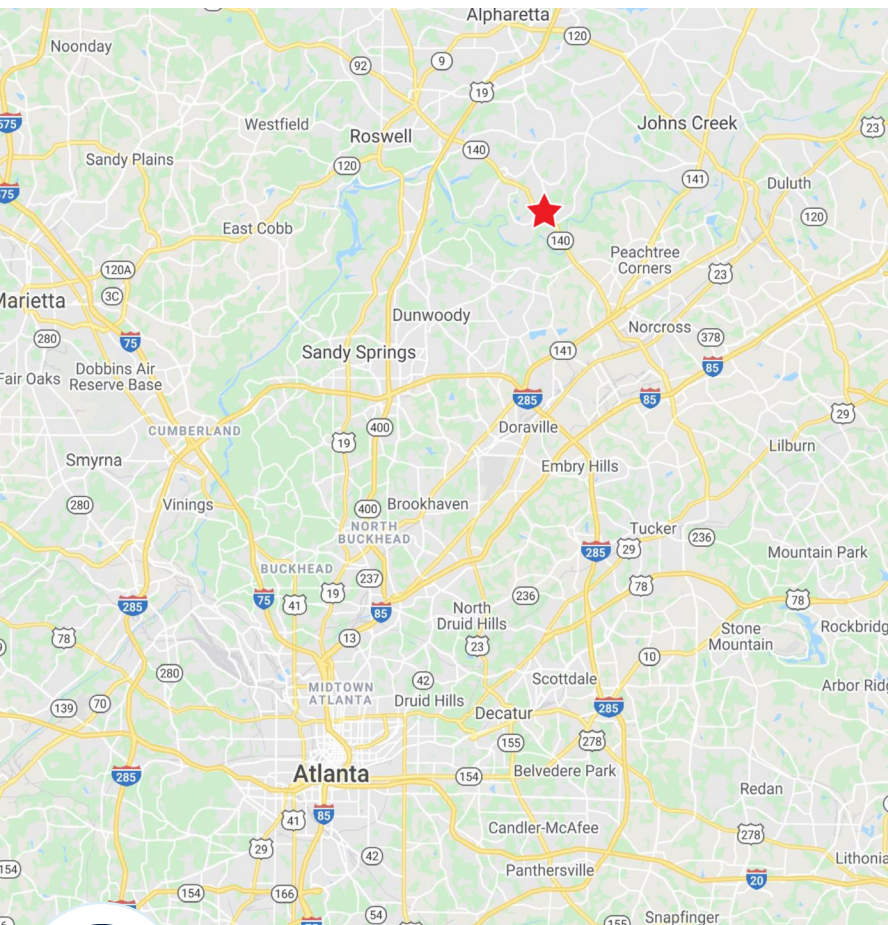 Alpharetta
120
Noonday
9
92
19
575
Westfield
Johns Creek
23
Roswell
140
Sandy Plains
120
141
75
Duluth
120
East Cobb
140
Peachtree
Corners
120A
23
3C
Marietta
Dunwoody
Norcross
280
75
378
Sandy Springs
141
85
Dobbins Air
Reserve Base
Fair Oaks
285
85
29
400
CUMBERLAND
19
Doraville
Lilburn
Smyrna
Embry Hills
280
Vinings
400
Brookhaven
NORTH
BUCKHEAD
Tucker
236
285
29
Mountain Park
BUCKHEAD
237
78
285
75
41
19
85
236
78
North
Druid Hills
78
13
23
Stone
Mountain
Rockbridg
280
10
42
Scottdale
MIDTOWN
ATLANTA
Druid Hills
Arbor Rid
139
70
Decatur
285
155
278
Atlanta
285
154
Belvedere Park
Redan
85
41
Candler-McAfee
278
29
42
Lithonia
154
Panthersville
20
154
166
54
155
Snapfinger